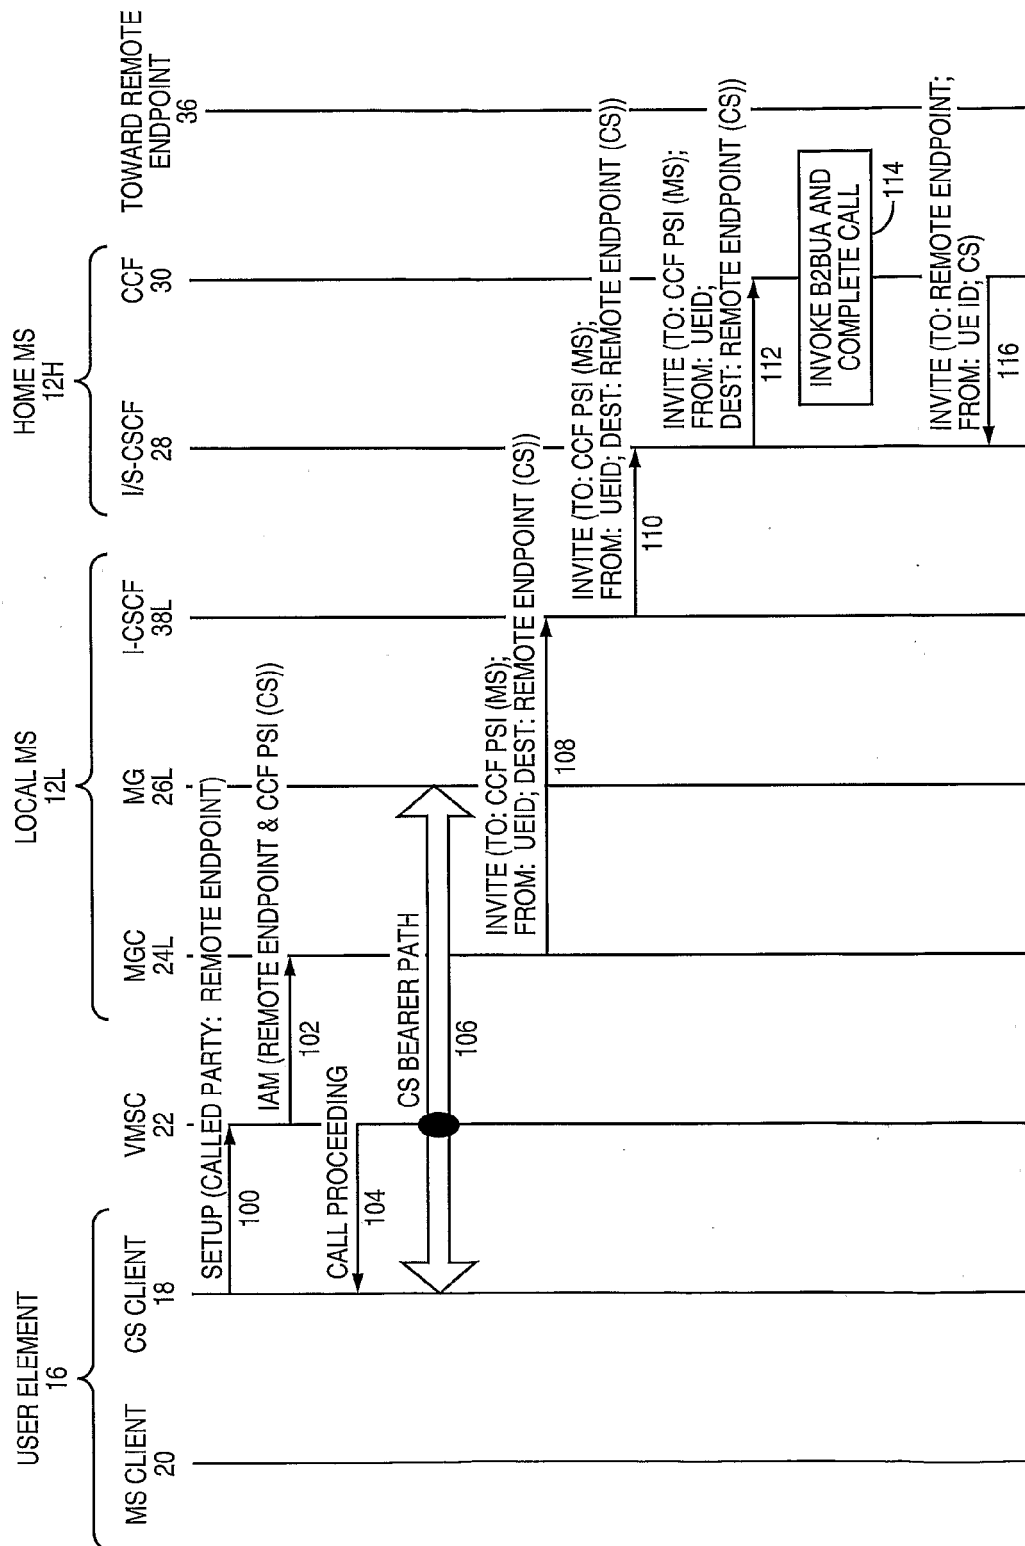 USER ELEMENT
16
LOCAL MS
12L
HOME MS
12H
MS CLIENT
20
CS CLIENT
18
VMSC
22
MGC
24L
MG
26L
I-CSCF
38L
I/S-CSCF
28
CCF
30
TOWARD REMOTE
ENDPOINT
36
SETUP (CALLED PARTY: REMOTE ENDPOINT)
100
IAM (REMOTE ENDPOINT & CCF PSI (CS))
102
CALL PROCEEDING
104
CS BEARER PATH
106
INVITE (TO: CCF PSI (MS);
FROM: UEID; DEST: REMOTE ENDPOINT (CS))
108
INVITE (TO: CCF PSI (MS);
FROM: UEID; DEST: REMOTE ENDPOINT (CS))
110
INVITE (TO: CCF PSI (MS);
FROM: UEID;
DEST: REMOTE ENDPOINT (CS))
112
INVOKE B2BUA AND
COMPLETE CALL
114
INVITE (TO: REMOTE ENDPOINT;
FROM: UE ID; CS)
116